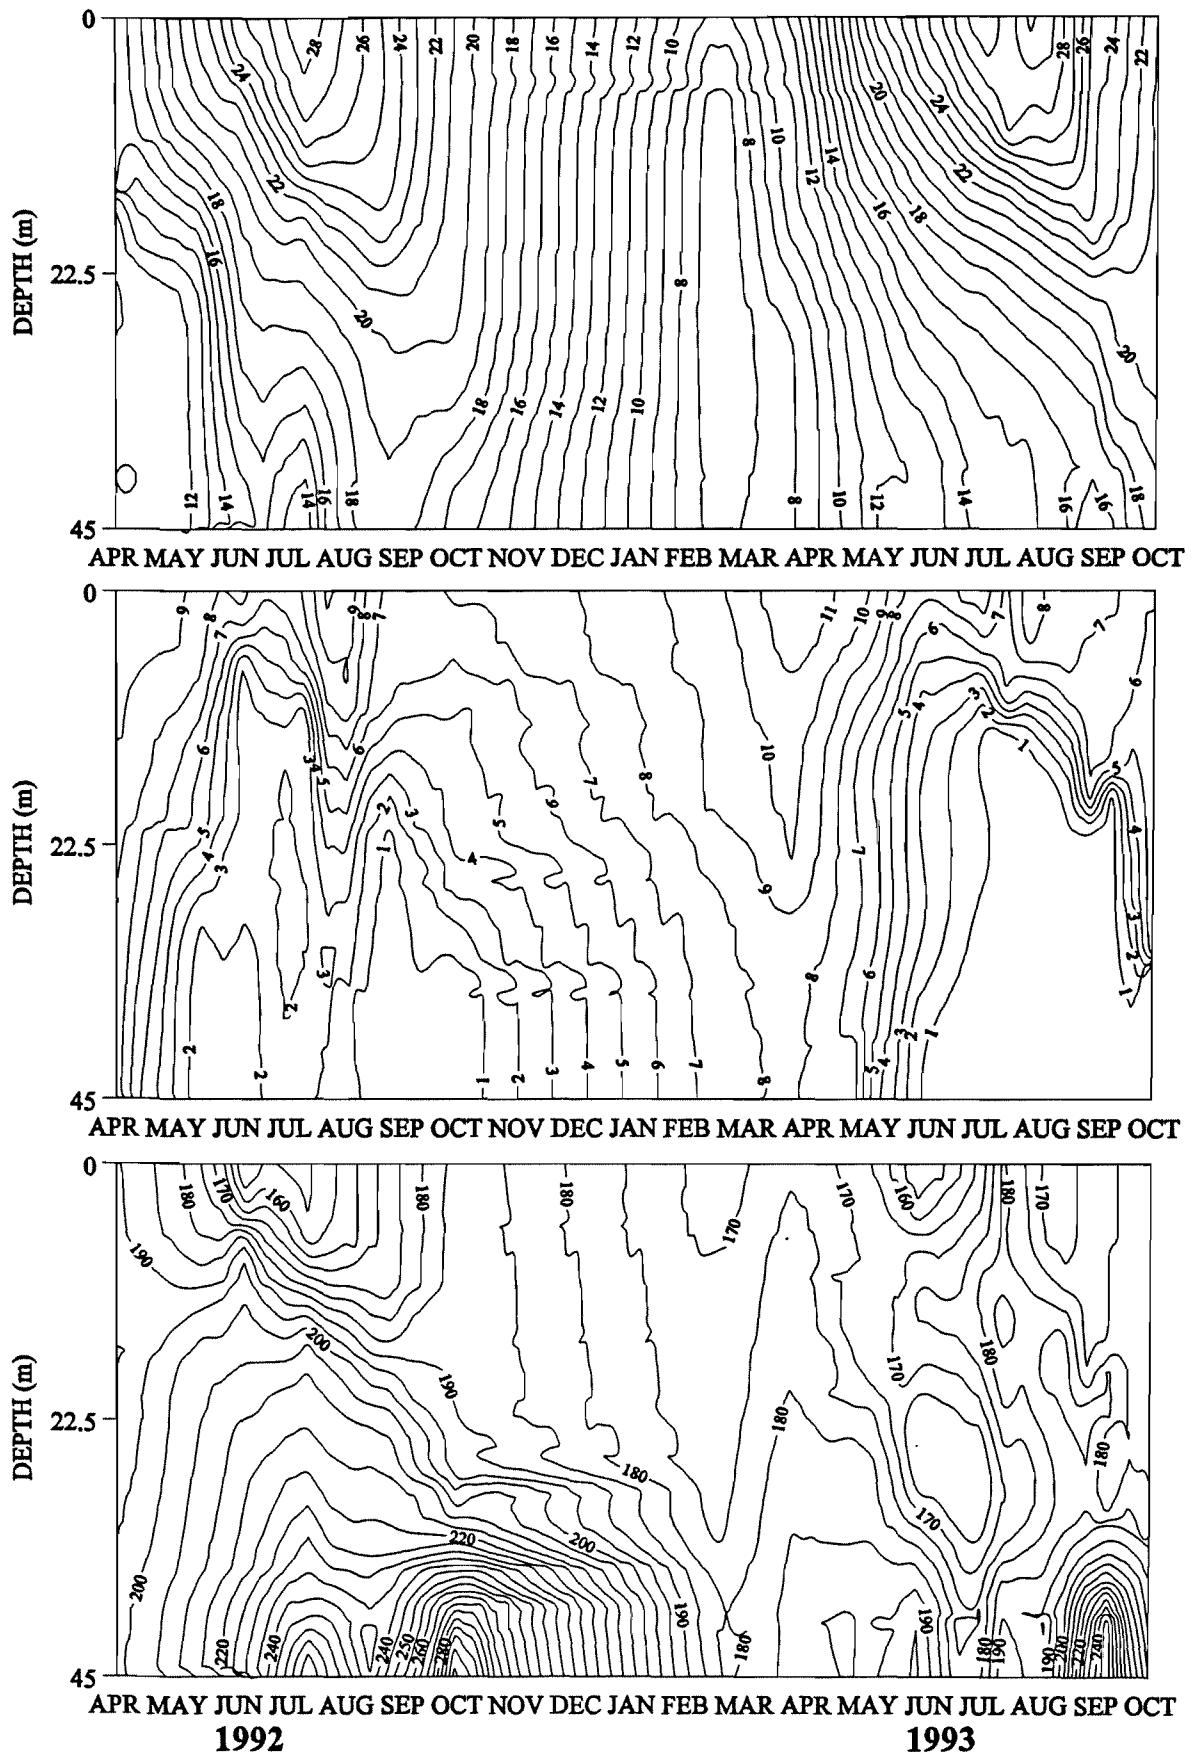 0
28 26 24 22 20 18 16 14 12 10 28 26 24 22
24 20 24
8 10 14 12
22 22
18 16 18
16
DEPTH (m)
22.5
8
20 20
18 16 14 12 10
12 14 14 16 18 8 10 12 14 16 16 18
45
APR MAY JUN JUL AUG SEP OCT NOV DEC JAN FEB MAR APR MAY JUN JUL AUG SEP OCT
0
9 8 7 9 8 7 11 10 9 8 6 7 8 7
6
5 4 3 2
6 3 4 5 6 7 8 10 1
5
2 3 5 6
DEPTH (m)
22.5
5 4 3 1 4 7 4
9
3
3 8 6 2
2 1
2 2 1 2 3 4 5 6 7 8 5 4 3 2 1
45
APR MAY JUN JUL AUG SEP OCT NOV DEC JAN FEB MAR APR MAY JUN JUL AUG SEP OCT
0
180 170 160 180 180 170 170 160 180 170
190
200 180
190 170
DEPTH (m)
22.5
180
180 180
220 200 170
200 190 190
220 240 240 250 260 280 180 180 190 190 200 220 240
45
APR MAY JUN JUL AUG SEP OCT NOV DEC JAN FEB MAR APR MAY JUN JUL AUG SEP OCT
1992 1993